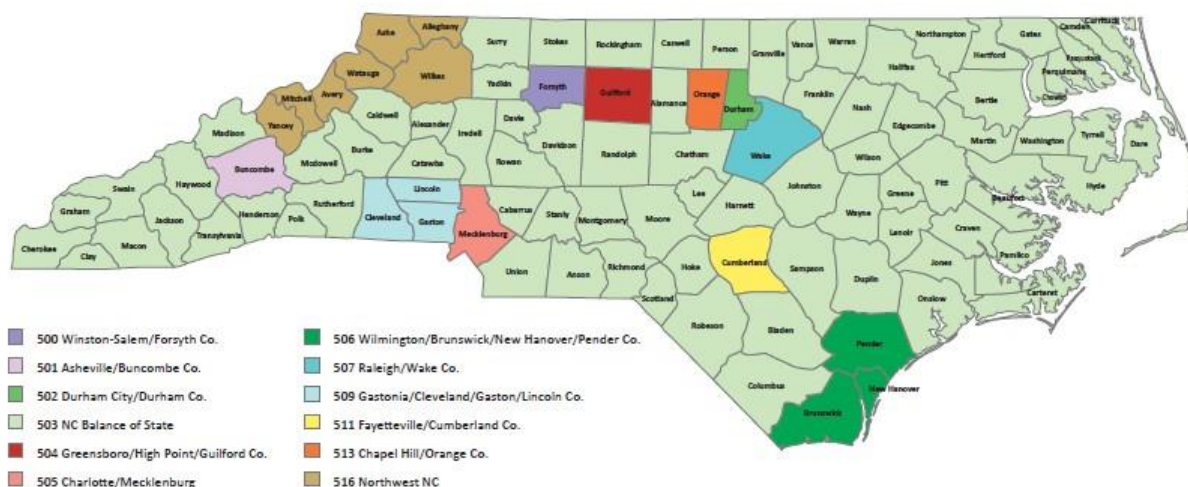 Currituck
Camden
Alleghany
Ashe
Surry
Stokes
Rockingham
Caswell
Person
Granville
Vance
Warren
Northampton
Gates
Hertford
Pasquotank
Perquimans
Chowan
Halifax
Watauga
Wilkes
Yadkin
Forsyth
Guilford
Alamance
Orange
Durham
Franklin
Nash
Bertie
Mitchell
Avery
Yancey
Caldwell
Alexander
Iredell
Davie
Davidson
Edgecombe
Martin
Washington
Tyrrell
Dare
Madison
Burke
Mcdowell
Catawba
Rowan
Randolph
Chatham
Wake
Wilson
Buncombe
Haywood
Swain
Rutherford
Lincoln
Johnston
Greene
Pitt
Hyde
Beaufort
Graham
Jackson
Henderson
Polk
Cleveland
Gaston
Cabarrus
Stanly
Montgomery
Moore
Lee
Harnett
Wayne
Lenoir
Craven
Pamlico
Cherokee
Clay
Macon
Transylvania
Mecklenburg
Union
Anson
Richmond
Hoke
Scotland
Cumberland
Sampson
Duplin
Jones
Onslow
Carteret
Robeson
Bladen
Pender
Columbus
New Hanover
Brunswick
500 Winston-Salem/Forsyth Co.
501 Asheville/Buncombe Co.
502 Durham City/Durham Co.
503 NC Balance of State
504 Greensboro/High Point/Guilford Co.
505 Charlotte/Mecklenburg
506 Wilmington/Brunswick/New Hanover/Pender Co.
507 Raleigh/Wake Co.
509 Gastonia/Cleveland/Gaston/Lincoln Co.
511 Fayetteville/Cumberland Co.
513 Chapel Hill/Orange Co.
516 Northwest NC